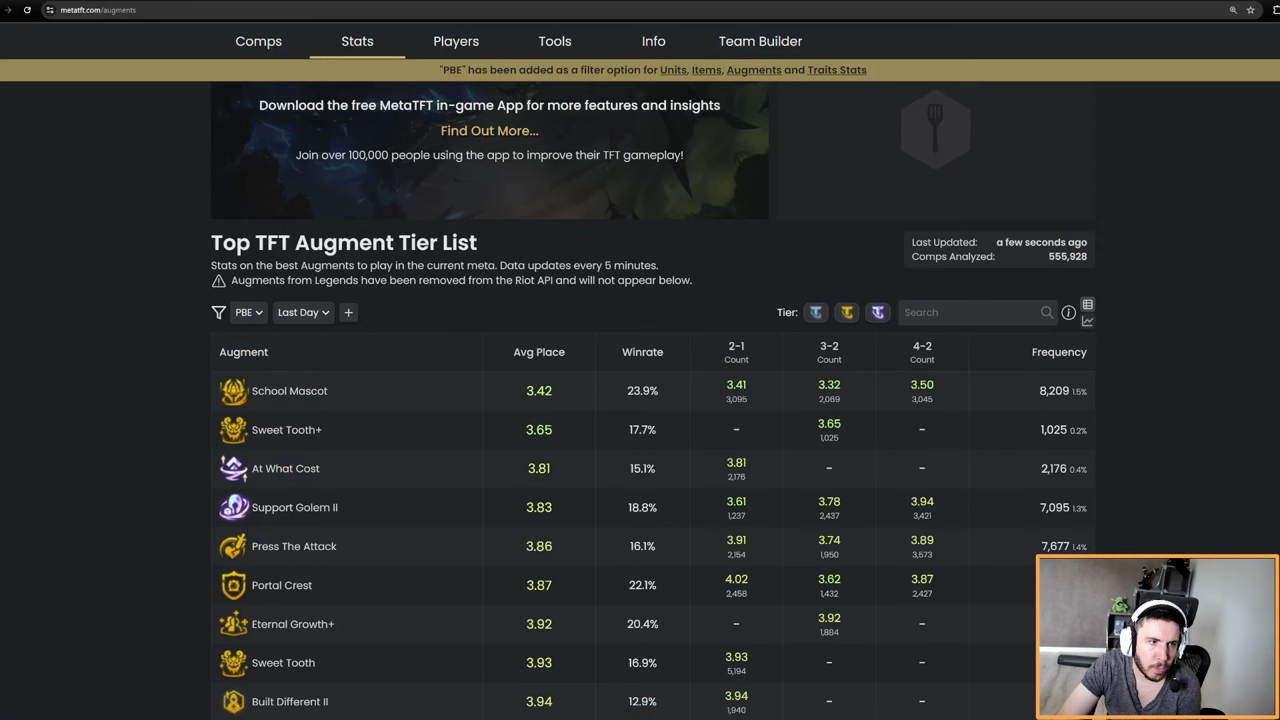 metatft.com/augments
Comps Stats Players Tools Info Team Builder
"PBE" has been added as a filter option for Units, Items, Augments and Traits Stats
Download the free MetaTFT in-game App for more features and insights
Find Out More...
Join over 100,000 people using the app to improve their TFT gameplay!
Top TFT Augment Tier List
Last Updated: a few seconds ago
Comps Analyzed: 555,928
Stats on the best Augments to play in the current meta. Data updates every 5 minutes.
Augments from Legends have been removed from the Riot API and will not appear below.
PBE Last Day + Tier: Search
Augment Avg Place Winrate 2-1 3-2 4-2 Frequency
Count Count Count
School Mascot 3.42 23.9% 3.41 3.32 3.50 8,209 1.5%
3,095 2,069 3,045
Sweet Tooth+ 3.65 17.7% - 3.65 - 1,025 0.2%
1,025
At What Cost 3.81 15.1% 3.81 - - 2,176 0.4%
2,176
Support Golem II 3.83 18.8% 3.61 3.78 3.94 7,095 1.3%
1,237 2,437 3,421
Press The Attack 3.86 16.1% 3.91 3.74 3.89 7,677 1.4%
2,154 1,950 3,573
Portal Crest 3.87 22.1% 4.02 3.62 3.87
2,458 1,432 2,427
Eternal Growth+ 3.92 20.4% - 3.92 -
1,884
Sweet Tooth 3.93 16.9% 3.93 - -
5,194
Built Different II 3.94 12.9% 3.94 - -
1,940